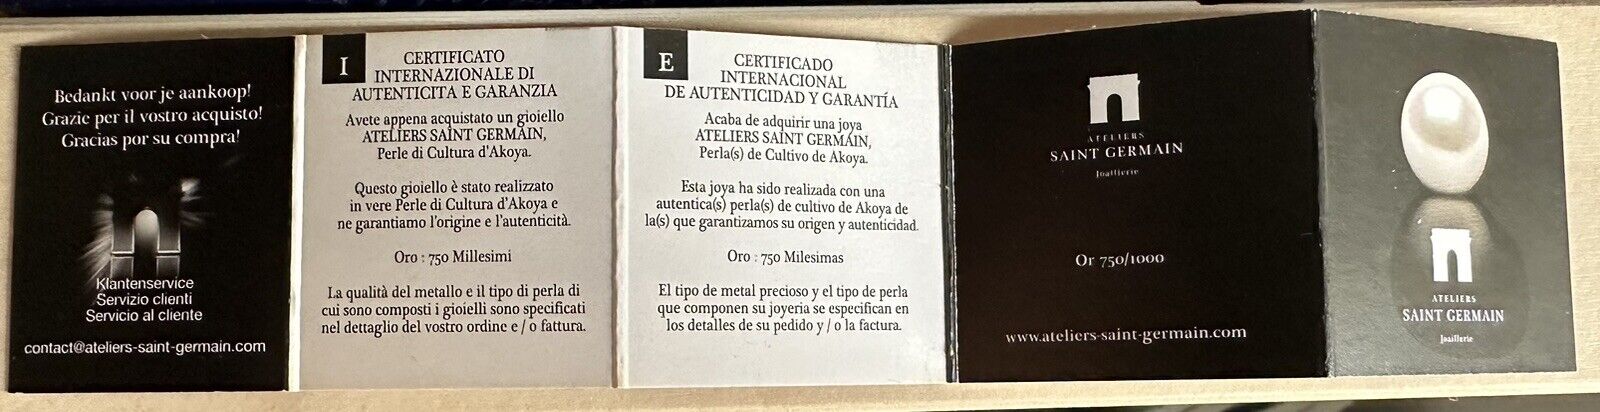 Bedankt voor je aankoop!
Grazie per il vostro acquisto!
Gracias por su compra!
Klantenservice
Servizio clienti
Servicio al cliente
contact@ateliers-saint-germain.com
I
CERTIFICATO
INTERNAZIONALE DI
AUTENTICITA E GARANZIA
Avete appena acquistato un gioiello
ATELIERS SAINT GERMAIN,
Perle di Cultura d'Akoya.
Questo gioiello è stato realizzato
in vere Perle di Cultura d'Akoya e
ne garantiamo l'origine e l'autenticità.
Oro : 750 Millesimi
La qualità del metallo e il tipo di perla di
cui sono composti i gioielli sono specificati
nel dettaglio del vostro ordine e / o fattura.
E
CERTIFICADO
INTERNACIONAL
DE AUTENTICIDAD Y GARANTÍA
Acaba de adquirir una joya
ATELIERS SAINT GERMAIN,
Perla(s) de Cultivo de Akoya.
Esta joya ha sido realizada con una
autentica(s) perla(s) de cultivo de Akoya de
la(s) que garantizamos su origen y autenticidad.
Oro : 750 Milesimas
El tipo de metal precioso y el tipo de perla
que componen su joyería se especifican en
los detalles de su pedido y / o la factura.
ATELIERS
SAINT GERMAIN
Joaillerie
Or 750/1000
www.ateliers-saint-germain.com
ATELIERS
SAINT GERMAIN
Joaillerie